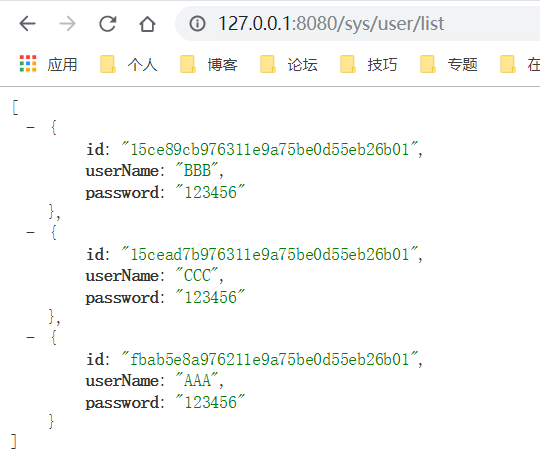 127.0.0.1:8080/sys/user/list
应用 个人 博客 论坛 技巧 专题 在
[
- {
id: "15ce89cb976311e9a75be0d55eb26b01",
userName: "BBB",
password: "123456"
},
- {
id: "15cead7b976311e9a75be0d55eb26b01",
userName: "CCC",
password: "123456"
},
- {
id: "fbab5e8a976211e9a75be0d55eb26b01",
userName: "AAA",
password: "123456"
}
]